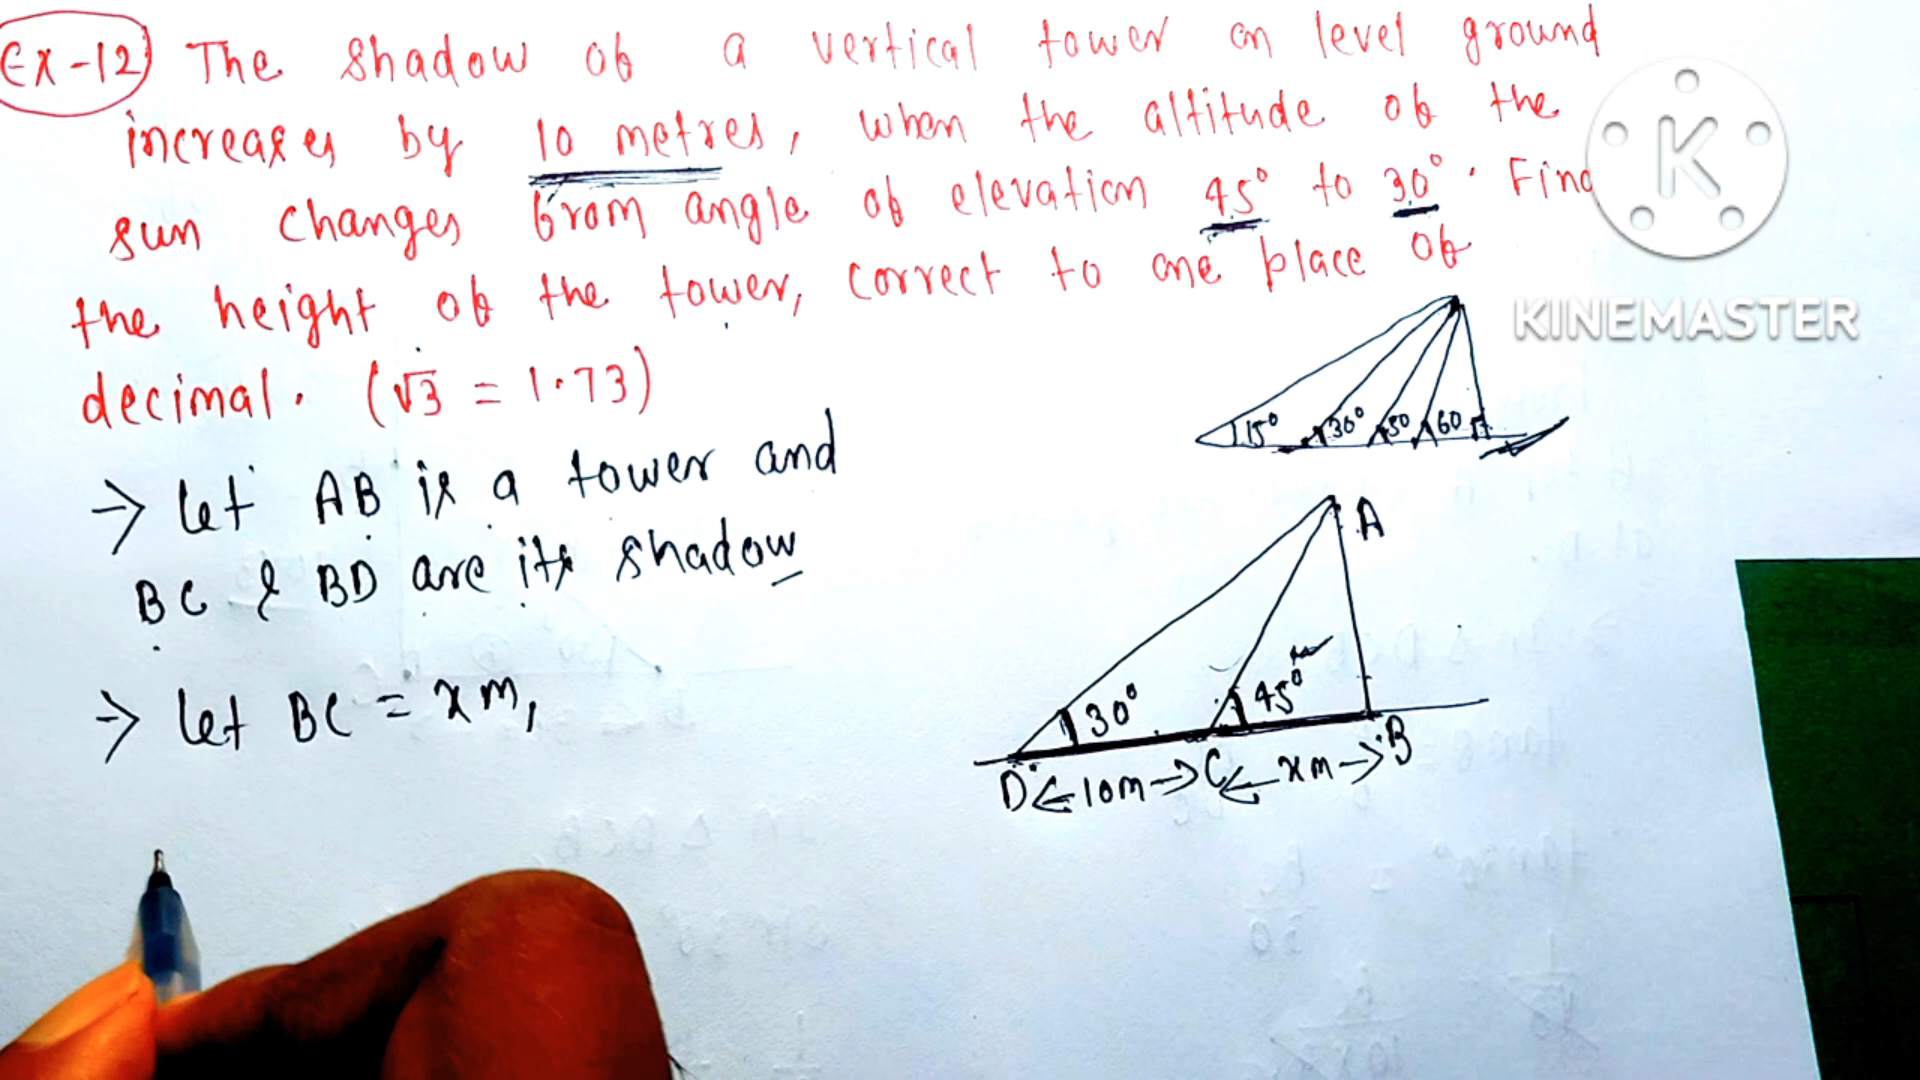 Ex-12) The shadow of a vertical tower on level ground
increases by 10 metres, when the altitude of the
sun changes from angle of elevation 45° to 30°. Find
the height of the tower, correct to one place of
decimal. (√3 = 1.73)
KINEMASTER
K
15° 30° 50 60
→ Let AB is a tower and
BC & BD are its shadow
→ Let BC = x m,
A
30° 45°
D ← 10m → C ← x m → B